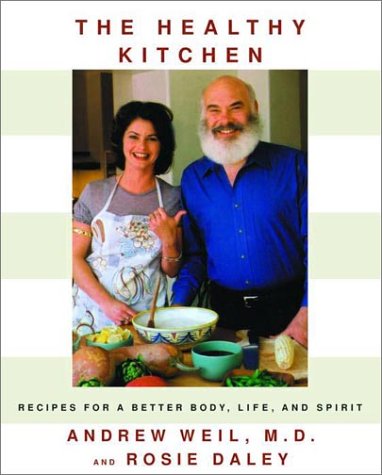 THE HEALTHY
KITCHEN
RECIPES FOR A BETTER BODY, LIFE, AND SPIRIT
ANDREW WEIL, M.D.
AND ROSIE DALEY